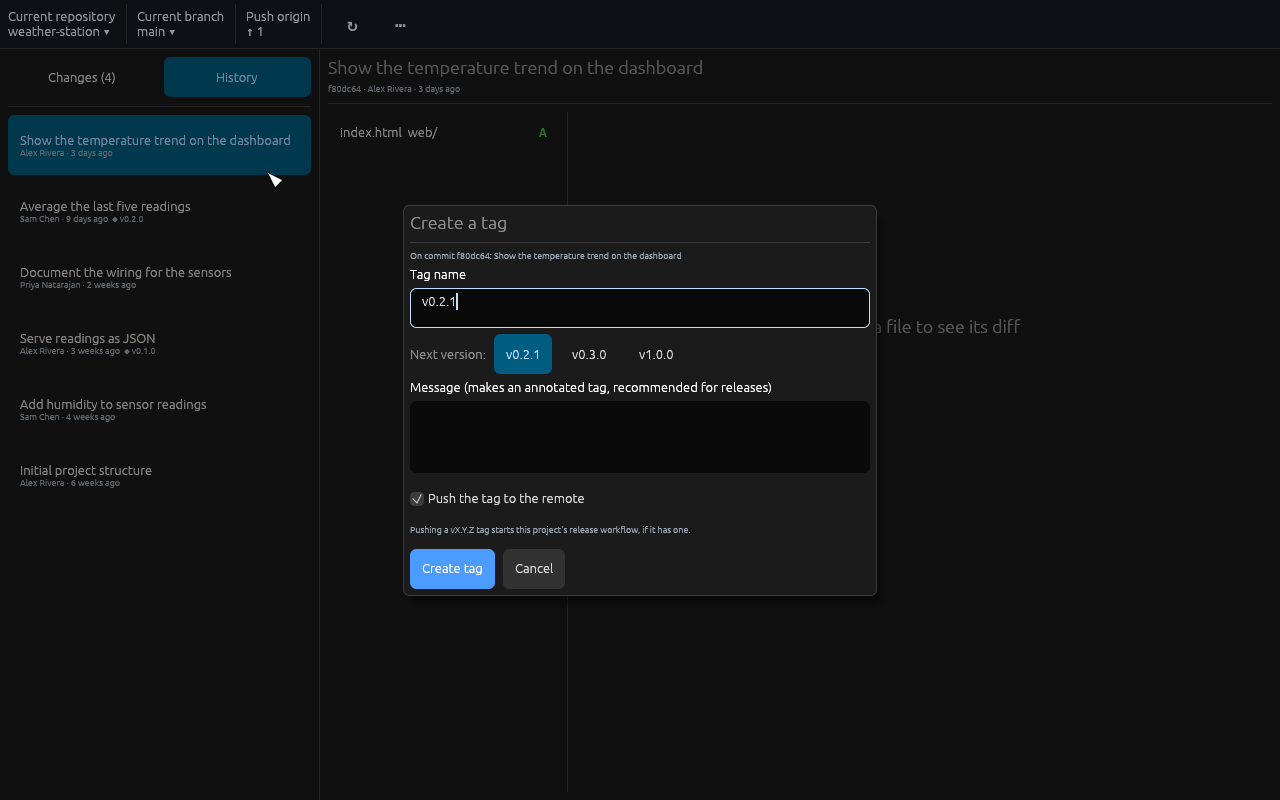 Current repository
weather-station ▾
Current branch
main ▾
Push origin
↑ 1
↻
···
Changes (4)
History
Show the temperature trend on the dashboard
Alex Rivera · 3 days ago
Average the last five readings
Sam Chen · 9 days ago ◆ v0.2.0
Document the wiring for the sensors
Priya Natarajan · 2 weeks ago
Serve readings as JSON
Alex Rivera · 3 weeks ago ◆ v0.1.0
Add humidity to sensor readings
Sam Chen · 4 weeks ago
Initial project structure
Alex Rivera · 6 weeks ago
Show the temperature trend on the dashboard
f80dc64 · Alex Rivera · 3 days ago
index.html web/ A
a file to see its diff
Create a tag
On commit f80dc64: Show the temperature trend on the dashboard
Tag name
v0.2.1
Next version: v0.2.1 v0.3.0 v1.0.0
Message (makes an annotated tag, recommended for releases)
Push the tag to the remote
Pushing a vX.Y.Z tag starts this project's release workflow, if it has one.
Create tag
Cancel